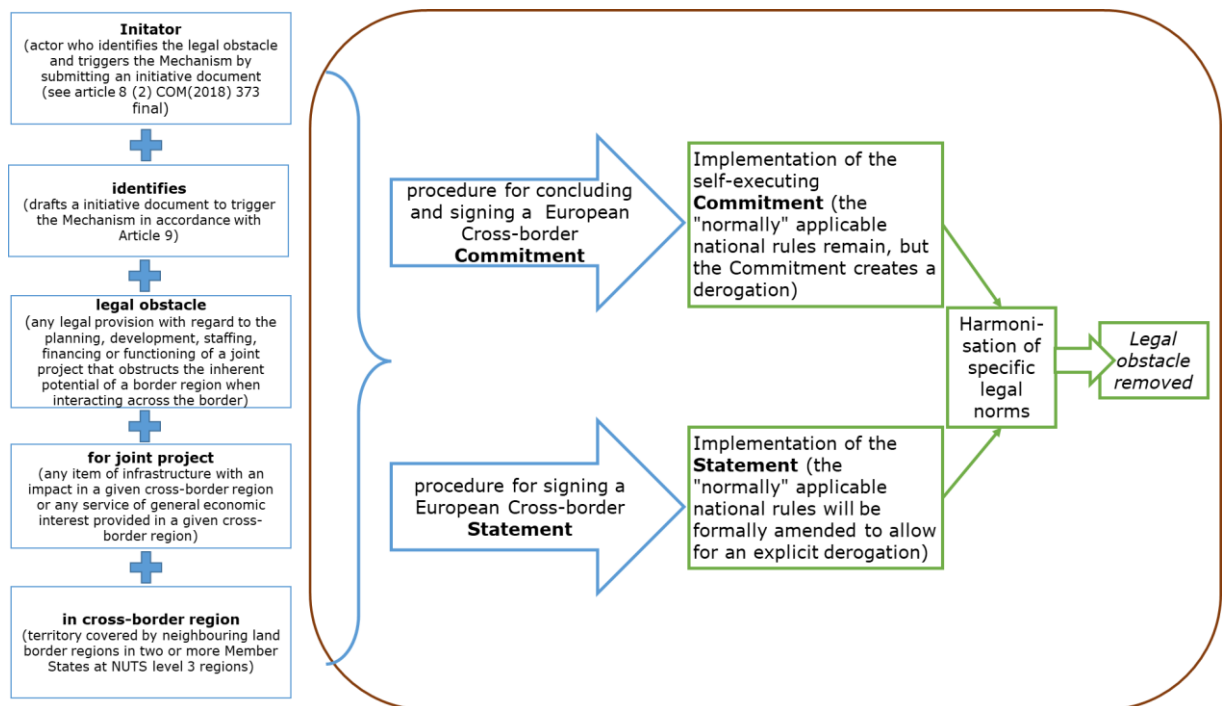 Initator
(actor who identifies the legal obstacle
and triggers the Mechanism by
submitting an initiative document
(see article 8 (2) COM(2018) 373
final)
identifies
(drafts a initiative document to trigger
the Mechanism in accordance with
Article 9)
legal obstacle
(any legal provision with regard to the
planning, development, staffing,
financing or functioning of a joint
project that obstructs the inherent
potential of a border region when
interacting across the border)
for joint project
(any item of infrastructure with an
impact in a given cross-border region
or any service of general economic
interest provided in a given cross-
border region)
in cross-border region
(territory covered by neighbouring land
border regions in two or more Member
States at NUTS level 3 regions)
procedure for concluding
and signing a European
Cross-border
Commitment
Implementation of the
self-executing
Commitment (the
"normally" applicable
national rules remain, but
the Commitment creates a
derogation)
procedure for signing a
European Cross-border
Statement
Implementation of the
Statement (the
"normally" applicable
national rules will be
formally amended to allow
for an explicit derogation)
Harmoni-
sation of
specific
legal
norms
Legal
obstacle
removed